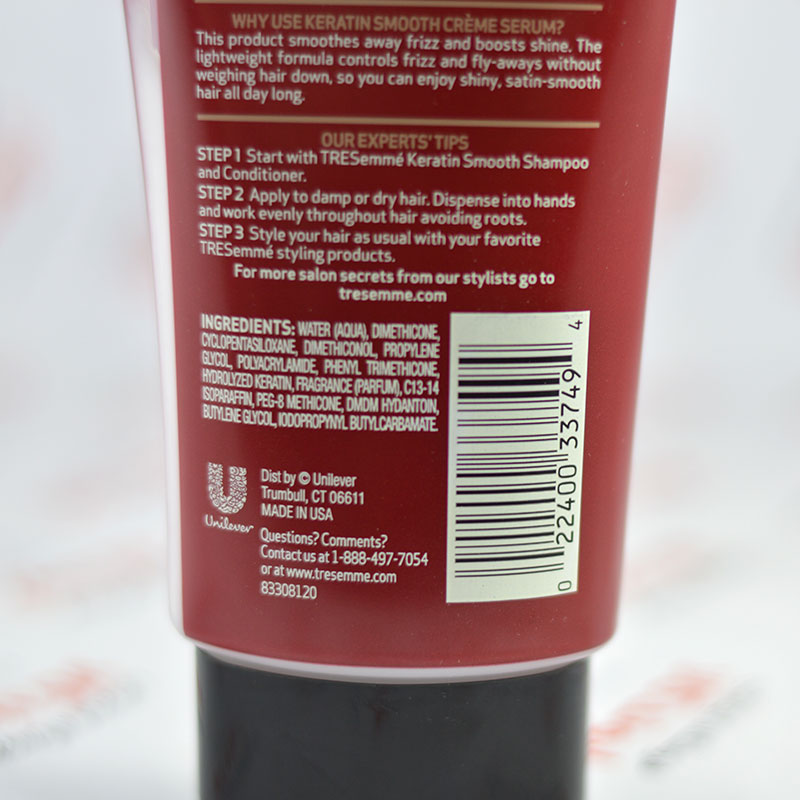 WHY USE KERATIN SMOOTH CRÈME SERUM?
This product smoothes away frizz and boosts shine. The
lightweight formula controls frizz and fly-aways without
weighing hair down, so you can enjoy shiny, satin-smooth
hair all day long.
OUR EXPERTS' TIPS
STEP 1 Start with TRESemmé Keratin Smooth Shampoo
and Conditioner.
STEP 2 Apply to damp or dry hair. Dispense into hands
and work evenly throughout hair avoiding roots.
STEP 3 Style your hair as usual with your favorite
TRESemmé styling products.
For more salon secrets from our stylists go to
tresemme.com
INGREDIENTS: WATER (AQUA), DIMETHICONE,
CYCLOPENTASILOXANE, DIMETHICONOL, PROPYLENE
GLYCOL, POLYACRYLAMIDE, PHENYL TRIMETHICONE,
HYDROLYZED KERATIN, FRAGRANCE (PARFUM), C13-14
ISOPARAFFIN, PEG-8 METHICONE, DMDM HYDANTOIN,
BUTYLENE GLYCOL, IODOPROPYNYL BUTYLCARBAMATE.
0 22400 33749 4
Unilever
Dist by © Unilever
Trumbull, CT 06611
MADE IN USA
Questions? Comments?
Contact us at 1-888-497-7054
or at www.tresemme.com
83308120